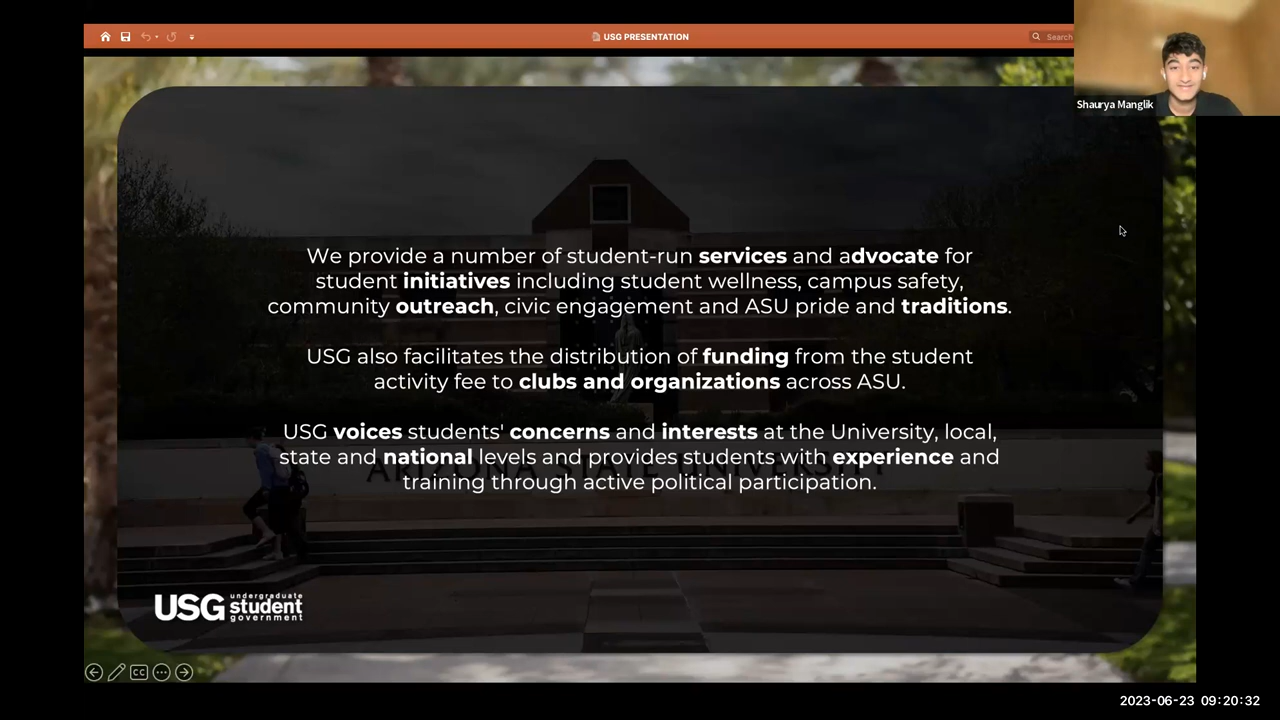 USG PRESENTATION
Search
Shaurya Manglik
We provide a number of student-run services and advocate for
student initiatives including student wellness, campus safety,
community outreach, civic engagement and ASU pride and traditions.
USG also facilitates the distribution of funding from the student
activity fee to clubs and organizations across ASU.
USG voices students' concerns and interests at the University, local,
state and national levels and provides students with experience and
training through active political participation.
ARIZONA STATE UNIVERSITY
USG undergraduate student government
CC
2023-06-23 09:20:32